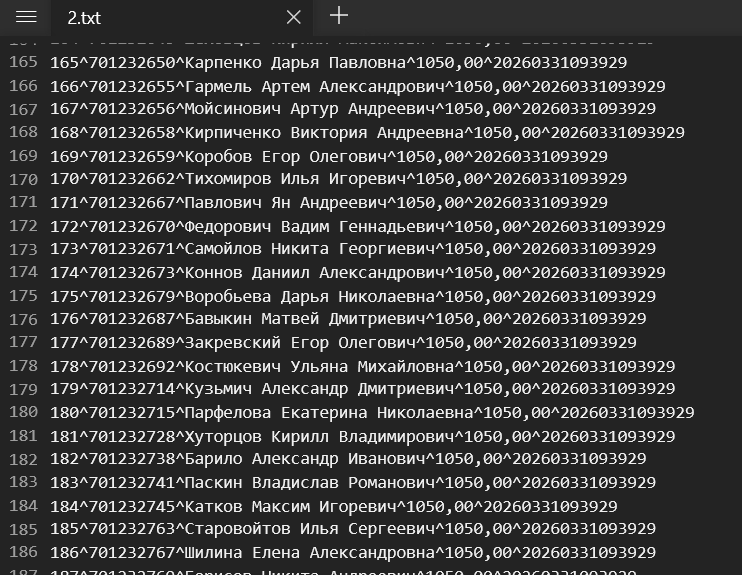 2.txt
165 165^701232650^Карпенко Дарья Павловна^1050,00^20260331093929
166 166^701232655^Гармель Артем Александрович^1050,00^20260331093929
167 167^701232656^Мойсинович Артур Андреевич^1050,00^20260331093929
168 168^701232658^Кирпиченко Виктория Андреевна^1050,00^20260331093929
169 169^701232659^Коробов Егор Олегович^1050,00^20260331093929
170 170^701232662^Тихомиров Илья Игоревич^1050,00^20260331093929
171 171^701232667^Павлович Ян Андреевич^1050,00^20260331093929
172 172^701232670^Федорович Вадим Геннадьевич^1050,00^20260331093929
173 173^701232671^Самойлов Никита Георгиевич^1050,00^20260331093929
174 174^701232673^Коннов Даниил Александрович^1050,00^20260331093929
175 175^701232679^Воробьева Дарья Николаевна^1050,00^20260331093929
176 176^701232687^Бавыкин Матвей Дмитриевич^1050,00^20260331093929
177 177^701232689^Закревский Егор Олегович^1050,00^20260331093929
178 178^701232692^Костюкевич Ульяна Михайловна^1050,00^20260331093929
179 179^701232714^Кузьмич Александр Дмитриевич^1050,00^20260331093929
180 180^701232715^Парфелова Екатерина Николаевна^1050,00^20260331093929
181 181^701232728^Хуторцов Кирилл Владимирович^1050,00^20260331093929
182 182^701232738^Барило Александр Иванович^1050,00^20260331093929
183 183^701232741^Паскин Владислав Романович^1050,00^20260331093929
184 184^701232745^Катков Максим Игоревич^1050,00^20260331093929
185 185^701232763^Старовойтов Илья Сергеевич^1050,00^20260331093929
186 186^701232767^Шилина Елена Александровна^1050,00^20260331093929